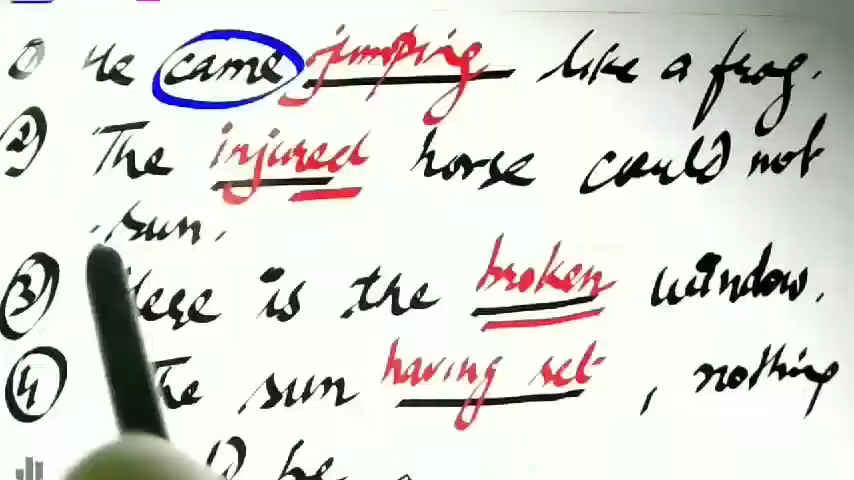 ① He came jumping like a frog.
② The injured horse could not
run.
③ Here is the broken window.
④ The sun having set, nothing
be